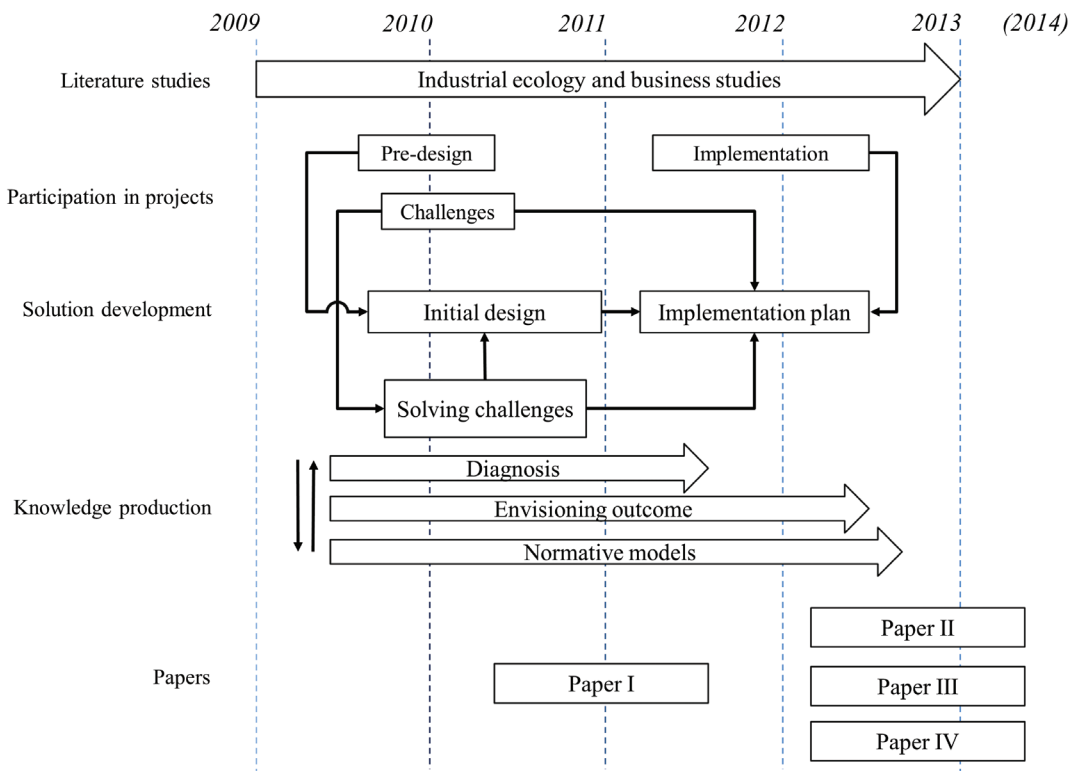 2009 2010 2011 2012 2013 (2014)
Literature studies
Industrial ecology and business studies
Pre-design
Implementation
Participation in projects
Challenges
Solution development
Initial design
Implementation plan
Solving challenges
Diagnosis
Knowledge production
Envisioning outcome
Normative models
Paper II
Papers
Paper I
Paper III
Paper IV